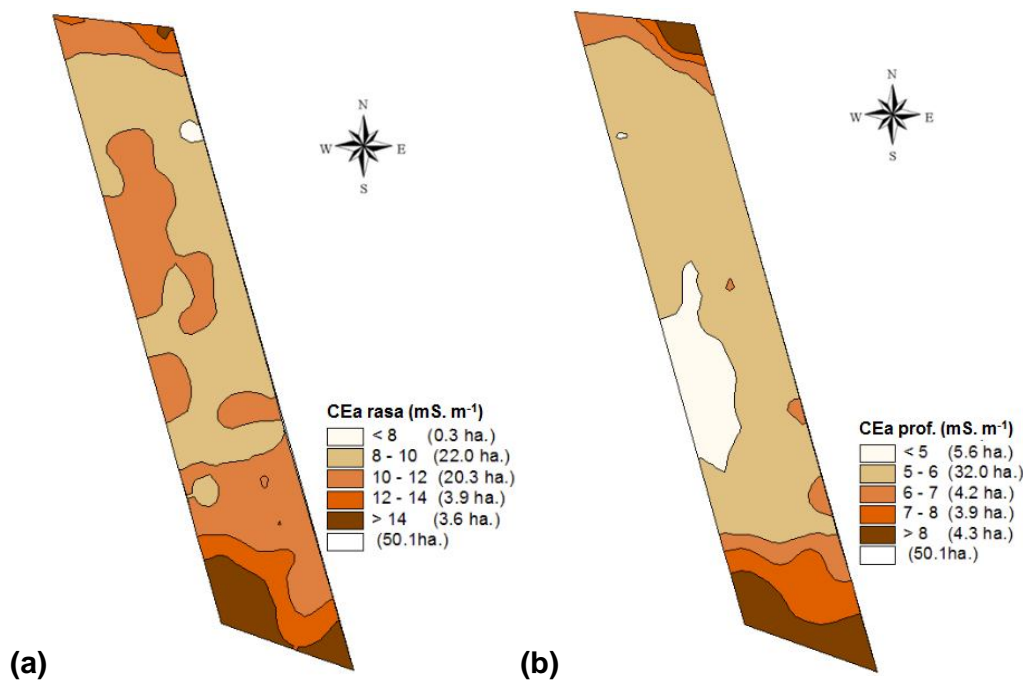 N
W E
S
CEa rasa (mS. m⁻¹)
< 8 (0.3 ha.)
8 - 10 (22.0 ha.)
10 - 12 (20.3 ha.)
12 - 14 (3.9 ha.)
> 14 (3.6 ha.)
(50.1ha.)
(a)
N
W E
S
CEa prof. (mS. m⁻¹)
< 5 (5.6 ha.)
5 - 6 (32.0 ha.)
6 - 7 (4.2 ha.)
7 - 8 (3.9 ha.)
> 8 (4.3 ha.)
(50.1ha.)
(b)